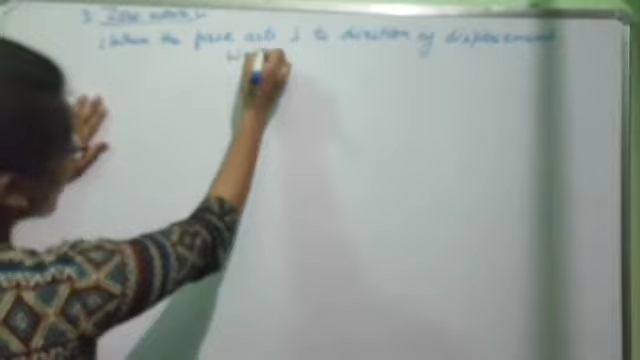 3. Zero work :-
When the force acts ⊥ to direction of displacement